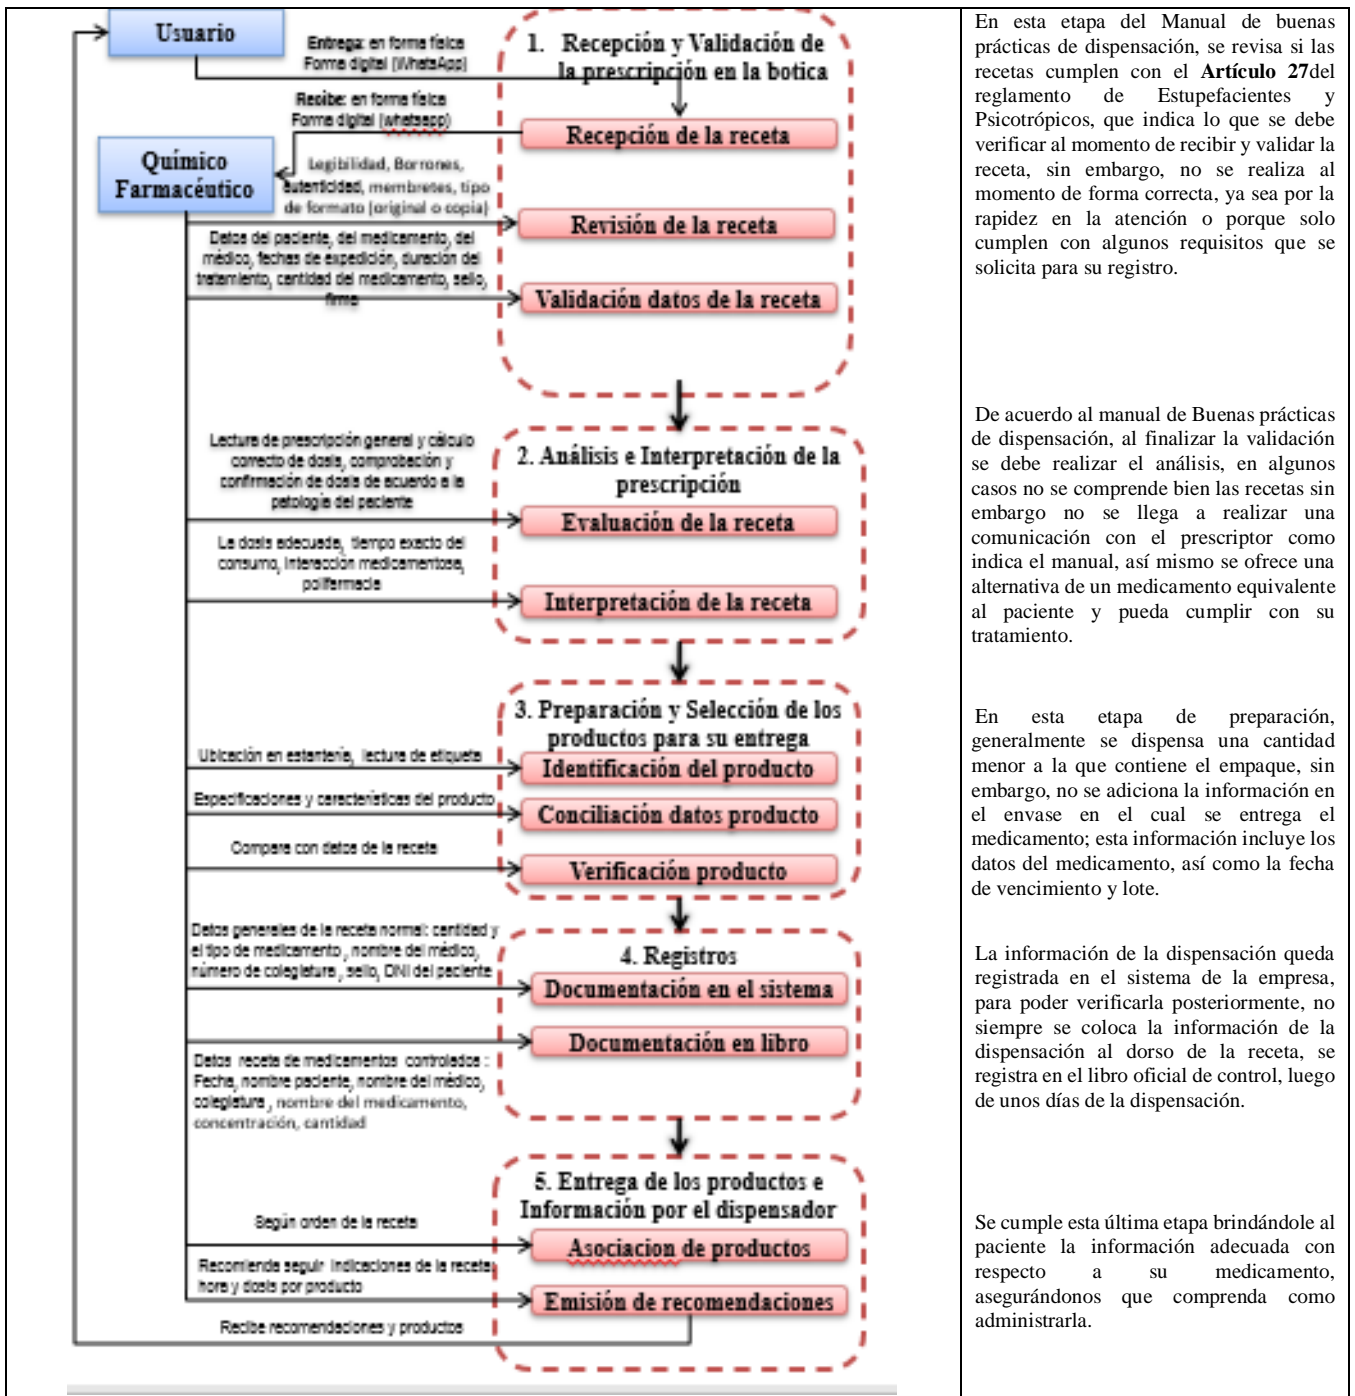 Usuario
Entrega: en forma física
Forma digital (WhatsApp)
1. Recepción y Validación de
la prescripción en la botica
Recibe: en forma física
Forma digital (whatsapp)
Recepción de la receta
Químico
Farmacéutico
Legibilidad, Borrones,
autenticidad, membretes, tipo
de formato (original o copia)
Revisión de la receta
Datos del paciente, del medicamento, del
médico, fechas de expedición, duración del
tratamiento, cantidad del medicamento, sello,
firma
Validación datos de la receta
Lectura de prescripción general y cálculo
correcto de dosis, comprobación y
confirmación de dosis de acuerdo a la
patología del paciente
2. Análisis e Interpretación de la
prescripción
Evaluación de la receta
La dosis adecuada, tiempo exacto del
consumo, interacción medicamentosa,
polifarmacia
Interpretación de la receta
3. Preparación y Selección de los
productos para su entrega
Ubicación en estantería, lectura de etiqueta
Identificación del producto
Especificaciones y características del producto
Conciliación datos producto
Compara con datos de la receta
Verificación producto
Datos generales de la receta normal: cantidad y
el tipo de medicamento , nombre del médico,
número de colegiatura , sello, DNI del paciente
4. Registros
Documentación en el sistema
Documentación en libro
Datos receta de medicamentos controlados :
Fecha, nombre paciente, nombre del médico,
colegiatura , nombre del medicamento,
concentración, cantidad
5. Entrega de los productos e
Información por el dispensador
Según orden de la receta
Asociacion de productos
Recomienda seguir indicaciones de la receta:
hora y dosis por producto
Emisión de recomendaciones
Recibe recomendaciones y productos
En esta etapa del Manual de buenas
prácticas de dispensación, se revisa si las
recetas cumplen con el Artículo 27del
reglamento de Estupefacientes y
Psicotrópicos, que indica lo que se debe
verificar al momento de recibir y validar la
receta, sin embargo, no se realiza al
momento de forma correcta, ya sea por la
rapidez en la atención o porque solo
cumplen con algunos requisitos que se
solicita para su registro.
De acuerdo al manual de Buenas prácticas
de dispensación, al finalizar la validación
se debe realizar el análisis, en algunos
casos no se comprende bien las recetas sin
embargo no se llega a realizar una
comunicación con el prescriptor como
indica el manual, así mismo se ofrece una
alternativa de un medicamento equivalente
al paciente y pueda cumplir con su
tratamiento.
En esta etapa de preparación,
generalmente se dispensa una cantidad
menor a la que contiene el empaque, sin
embargo, no se adiciona la información en
el envase en el cual se entrega el
medicamento; esta información incluye los
datos del medicamento, así como la fecha
de vencimiento y lote.
La información de la dispensación queda
registrada en el sistema de la empresa,
para poder verificarla posteriormente, no
siempre se coloca la información de la
dispensación al dorso de la receta, se
registra en el libro oficial de control, luego
de unos días de la dispensación.
Se cumple esta última etapa brindándole al
paciente la información adecuada con
respecto a su medicamento,
asegurándonos que comprenda como
administrarla.